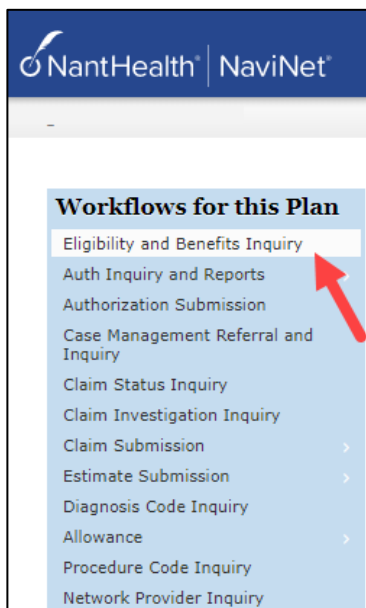 NantHealth® | NaviNet®
Workflows for this Plan
Eligibility and Benefits Inquiry
Auth Inquiry and Reports
Authorization Submission
Case Management Referral and
Inquiry
Claim Status Inquiry
Claim Investigation Inquiry
Claim Submission
Estimate Submission
Diagnosis Code Inquiry
Allowance
Procedure Code Inquiry
Network Provider Inquiry